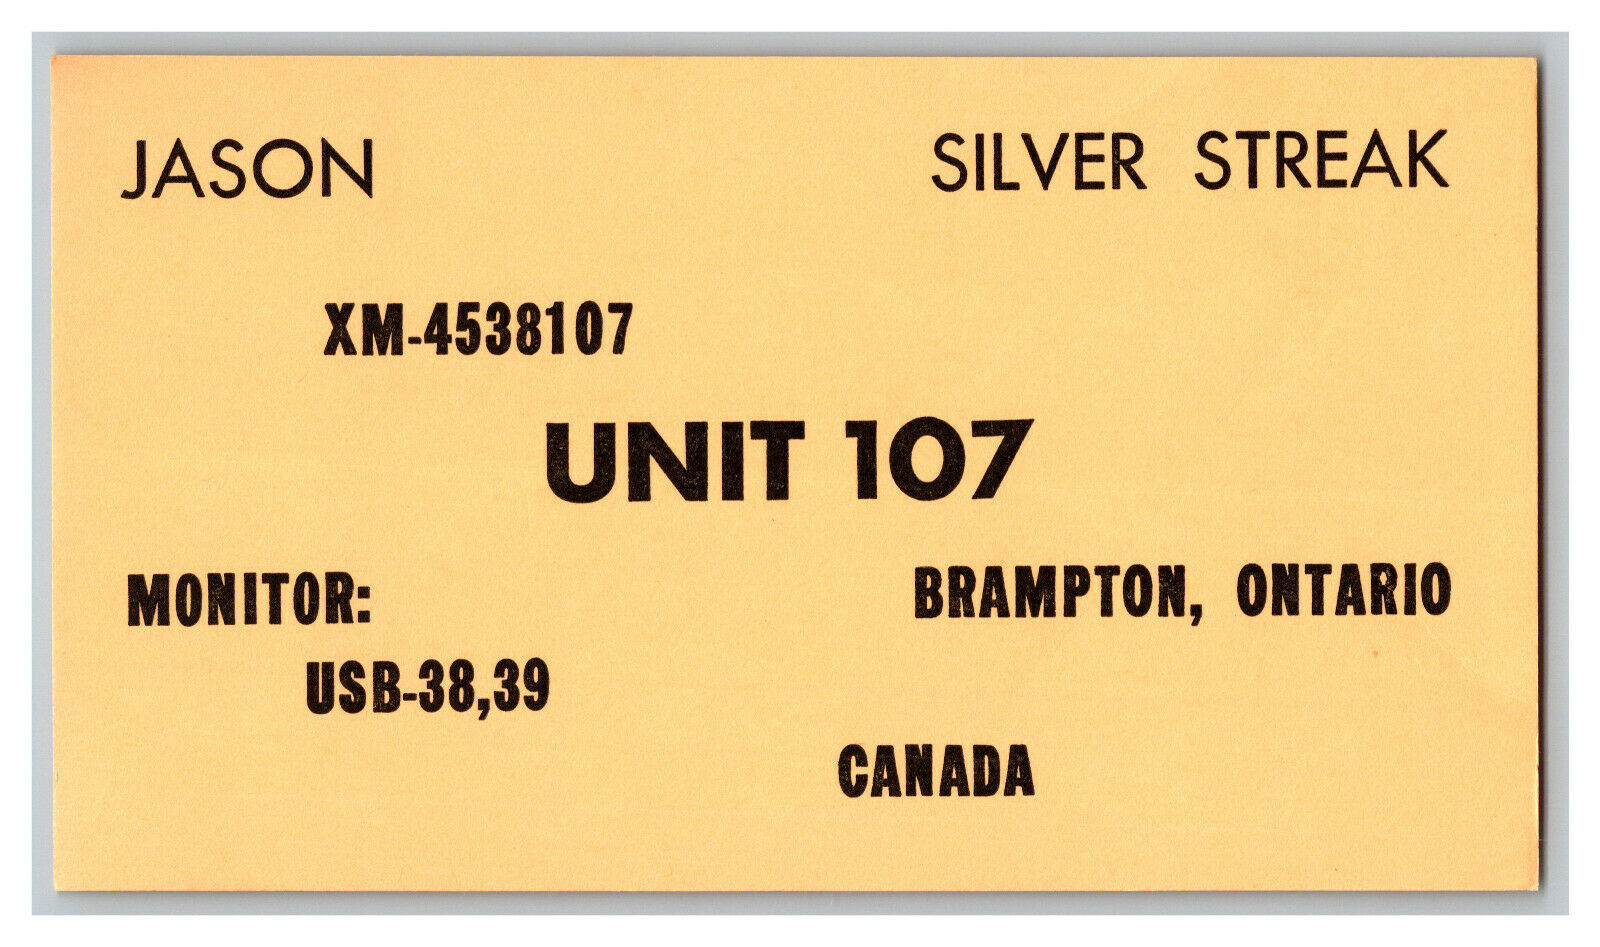 JASON SILVER STREAK
XM-4538107
UNIT 107
MONITOR: BRAMPTON, ONTARIO
USB-38,39
CANADA